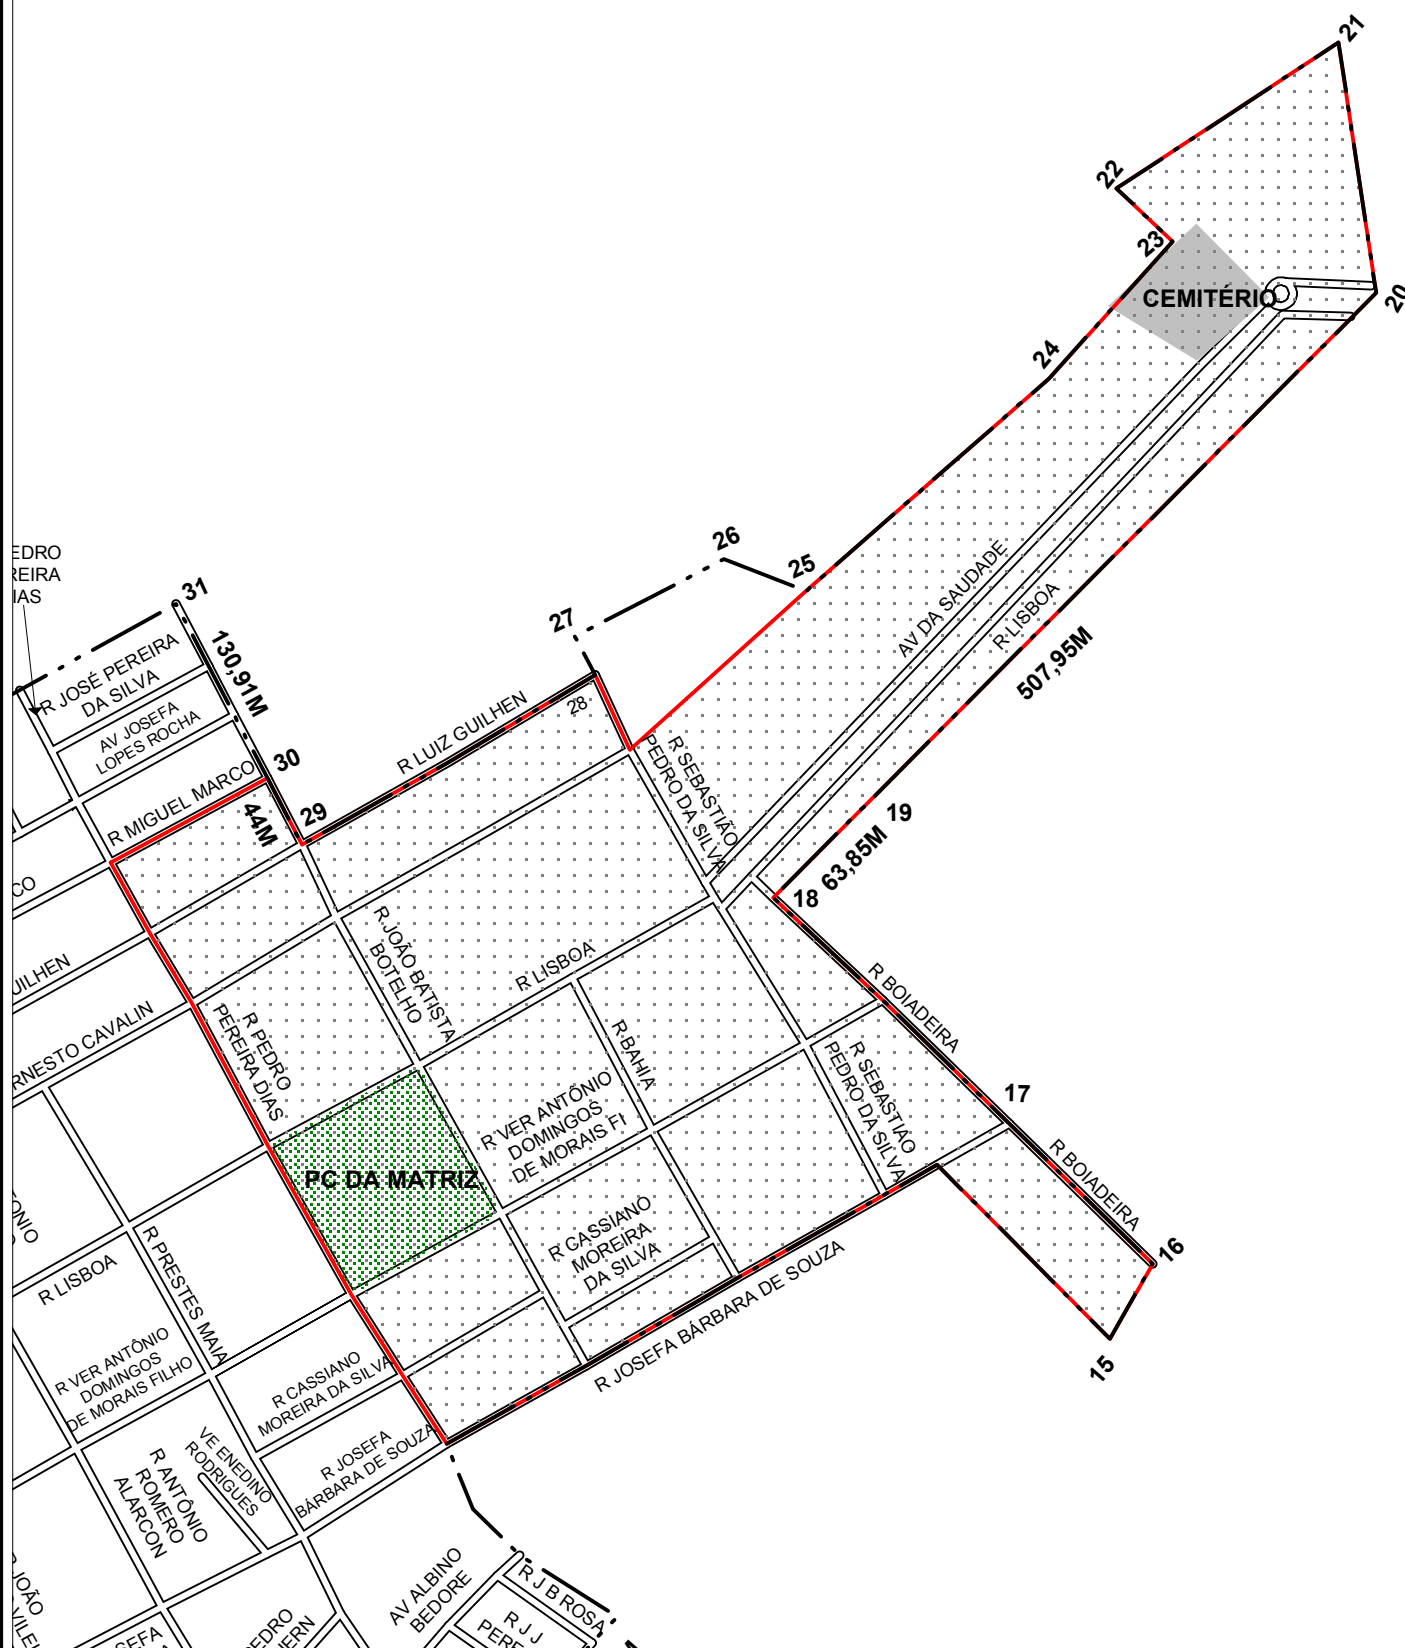 21
22
23
CEMITÉRIO
20
24
26
25
EDRO
REIRA
IAS
31
27
130,91M
R JOSÉ PEREIRA
DA SILVA
AV JOSEFA
LOPES ROCHA
AV DA SAUDADE
R LISBOA
507,95M
R LUIZ GUILHEN
28
30
R MIGUEL MARCO
44M
29
R SEBASTIÃO
PEDRO DA SILVA
19
63,85M
18
CO
UILHEN
RNESTO CAVALIN
R JOÃO BATISTA
BOTELHO
R LISBOA
R BOIADEIRA
R PEDRO
PEREIRA DIAS
R BAHIA
R SEBASTIAO
PEDRO DA SILVA
17
R VER ANTÔNIO
DOMINGOS
DE MORAIS FI
R BOIADEIRA
PC DA MATRIZ
R CASSIANO
MOREIRA
DA SILVA
16
R LISBOA
R PRESTES MAIA
R JOSEFA BÁRBARA DE SOUZA
15
R VER ANTÔNIO
DOMINGOS
DE MORAIS FILHO
R CASSIANO
MOREIRA DA SILVA
VE ENEDINO
RODRIGUES
R JOSEFA
BÁRBARA DE SOUZA
R ANTÔNIO
ROMERO
ALARCON
AV ALBINO
BEDORE
R J B ROSA
R J J
JOÃO
EDRO